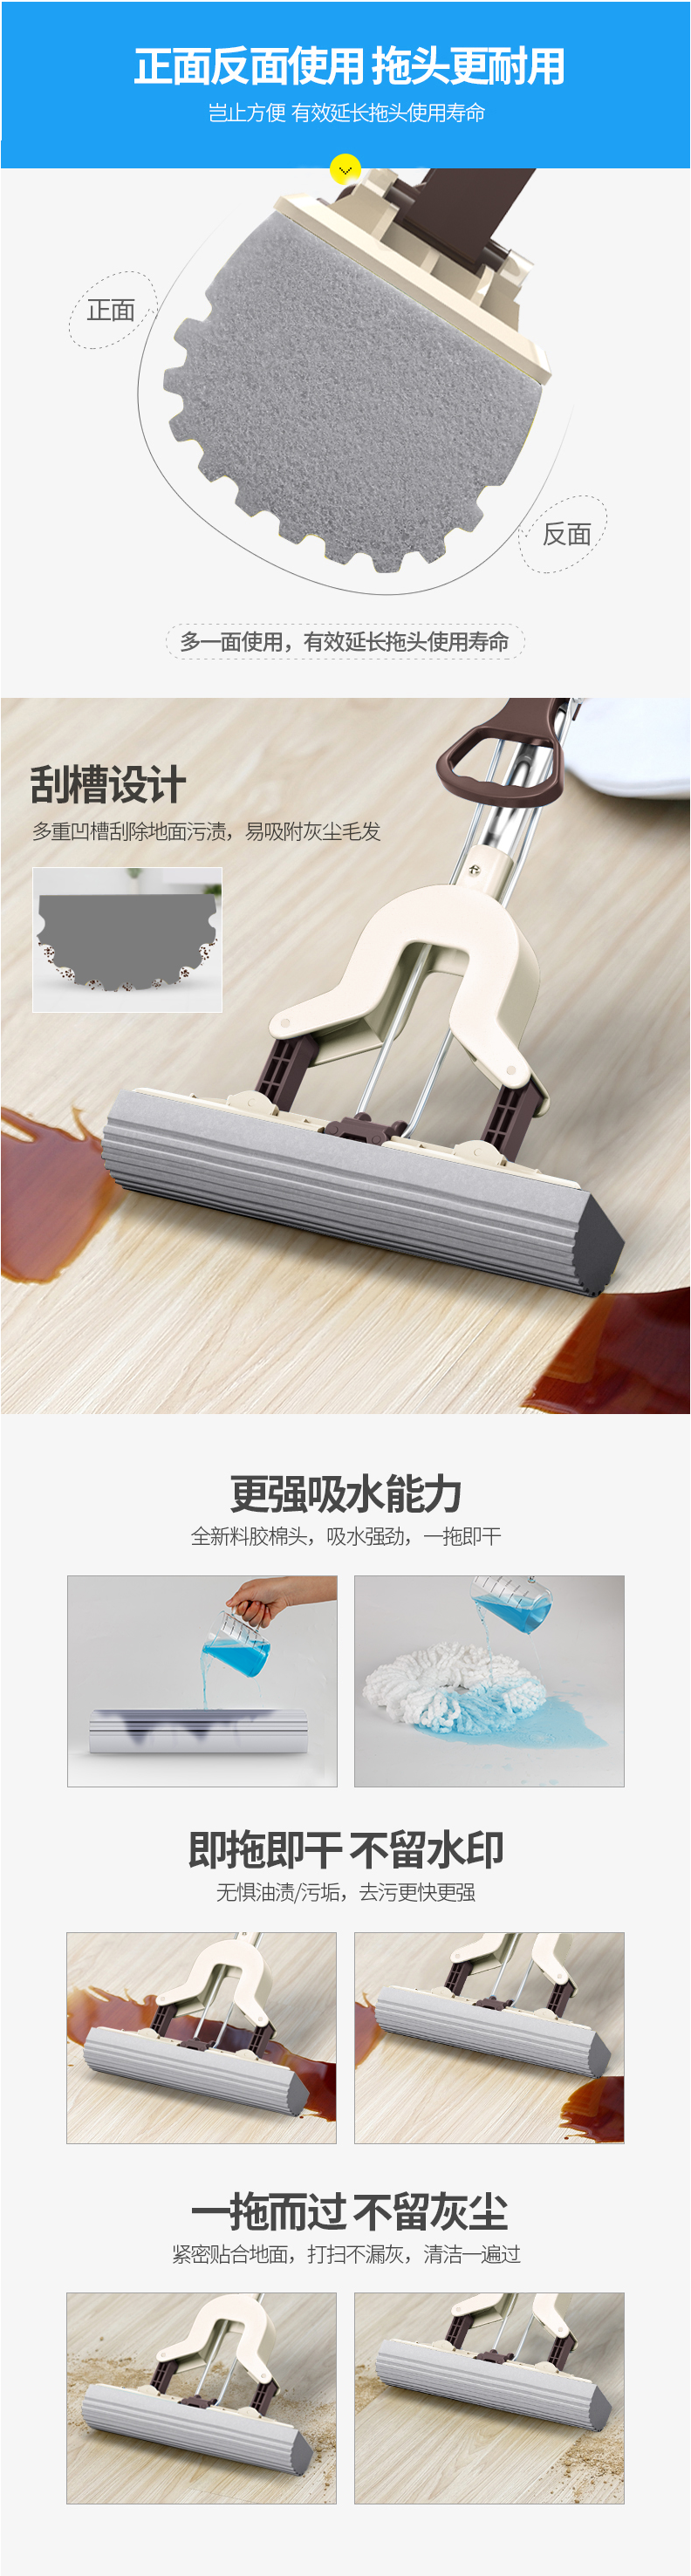 正面反面使用 拖头更耐用
岂止方便 有效延长拖头使用寿命
正面
反面
多一面使用，有效延长拖头使用寿命
刮槽设计
多重凹槽刮除地面污渍，易吸附灰尘毛发
更强吸水能力
全新料胶棉头，吸水强劲，一拖即干
即拖即干 不留水印
无惧油渍/污垢，去污更快更强
一拖而过 不留灰尘
紧密贴合地面，打扫不漏灰，清洁一遍过